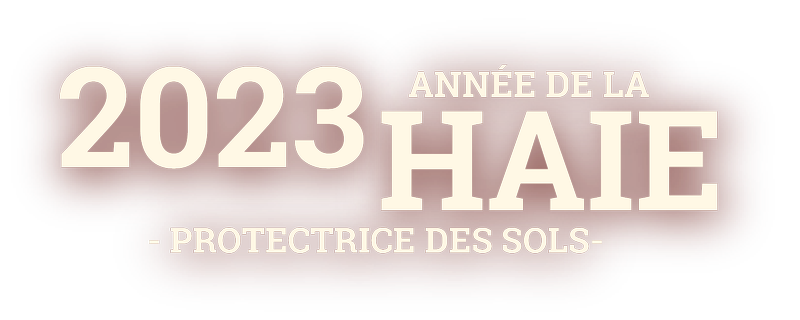 2023 ANNÉE DE LA
HAIE
- PROTECTRICE DES SOLS-